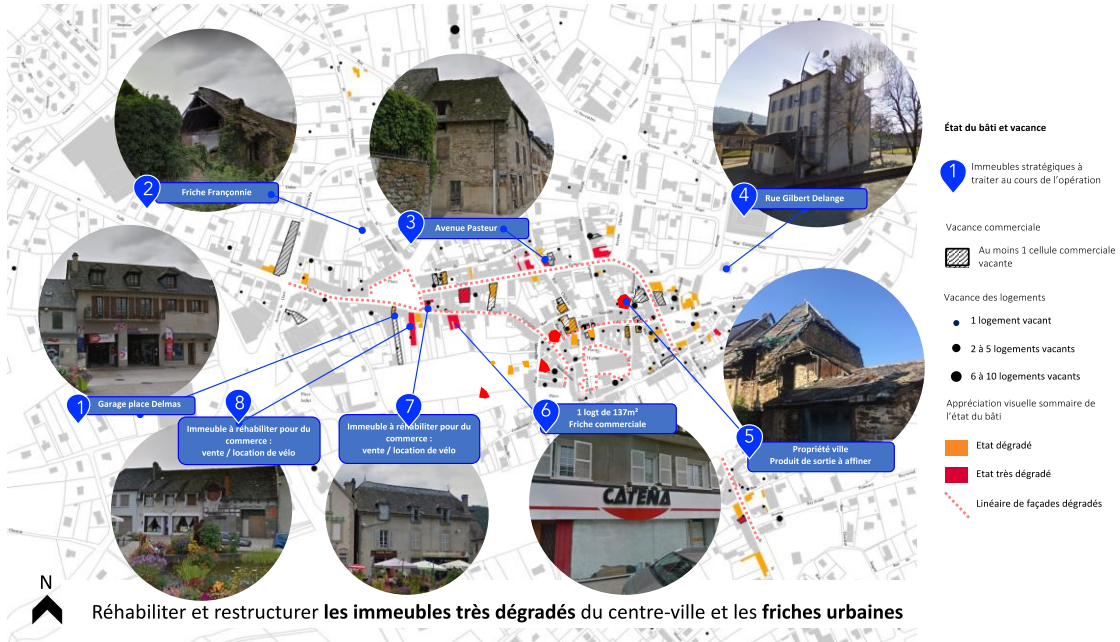 2
Friche Françonnie
3
Avenue Pasteur
4
Rue Gilbert Delange
1
Garage place Delmas
8
Immeuble à réhabiliter pour du
commerce :
vente / location de vélo
7
Immeuble à réhabiliter pour du
commerce :
vente / location de vélo
6
1 logt de 137m²
Friche commerciale
5
Propriété ville
Produit de sortie à affiner
CATENA
État du bâti et vacance
1
Immeubles stratégiques à
traiter au cours de l’opération
Vacance commerciale
Au moins 1 cellule commerciale
vacante
Vacance des logements
1 logement vacant
2 à 5 logements vacants
6 à 10 logements vacants
Appréciation visuelle sommaire de
l’état du bâti
Etat dégradé
Etat très dégradé
Linéaire de façades dégradés
N
Réhabiliter et restructurer les immeubles très dégradés du centre-ville et les friches urbaines